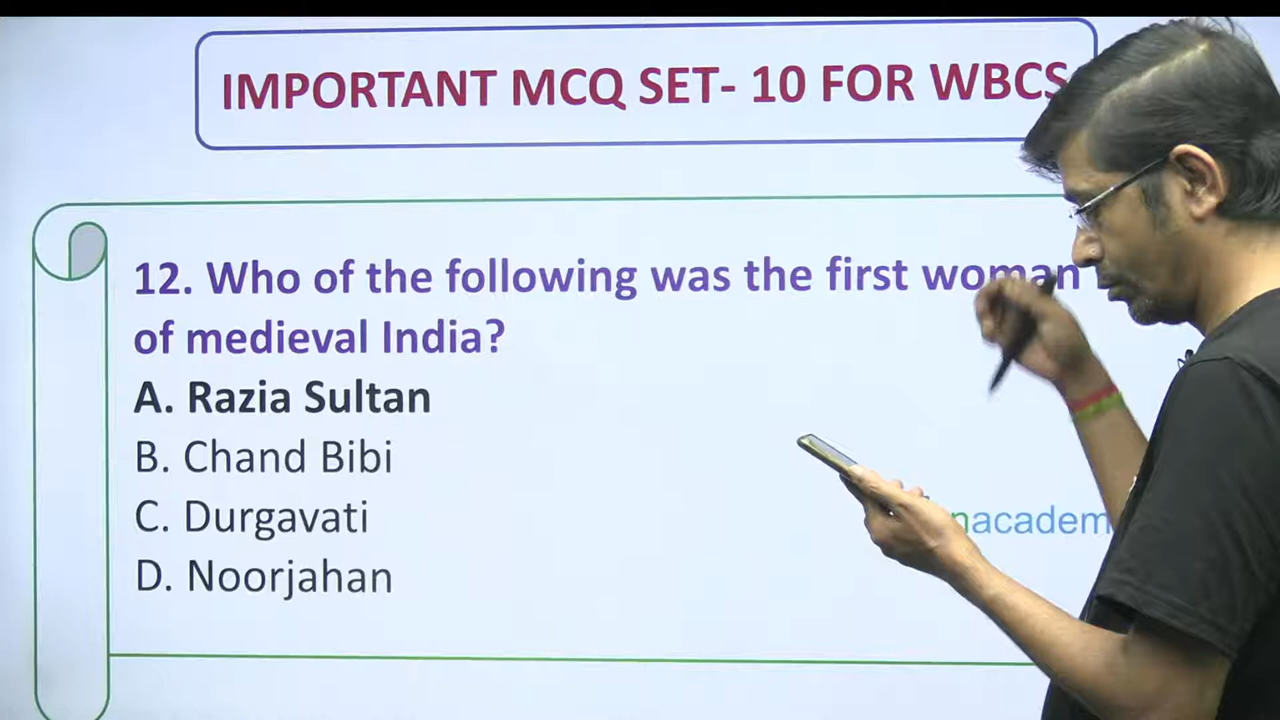 IMPORTANT MCQ SET- 10 FOR WBCS
12. Who of the following was the first woman
of medieval India?
A. Razia Sultan
B. Chand Bibi
C. Durgavati
D. Noorjahan